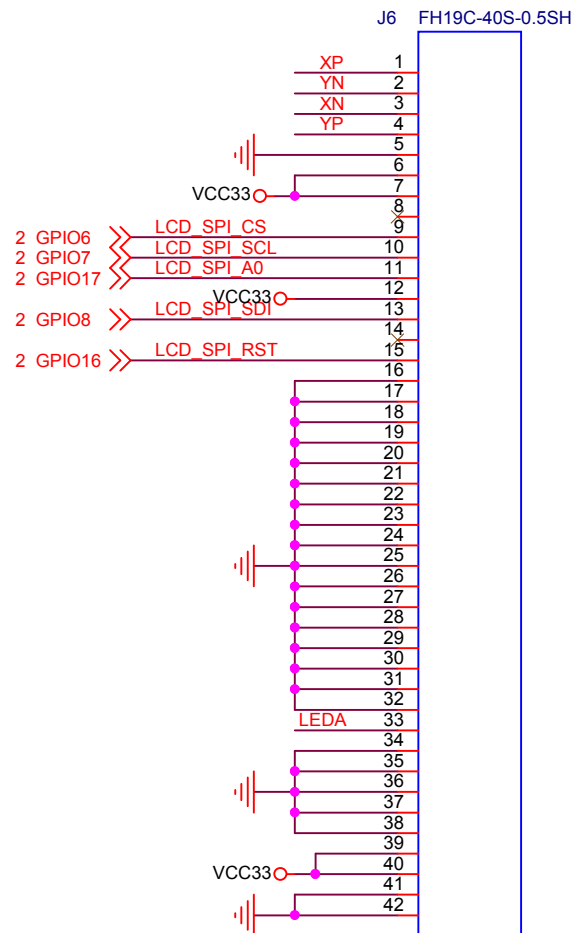 J6 FH19C-40S-0.5SH
XP 1
YN 2
XN 3
YP 4
5
6
VCC33 7
8
2 GPIO6 LCD_SPI_CS 9
2 GPIO7 LCD_SPI_SCL 10
2 GPIO17 LCD_SPI_A0 11
VCC33 12
2 GPIO8 LCD_SPI_SDI 13
14
2 GPIO16 LCD_SPI_RST 15
16
17
18
19
20
21
22
23
24
25
26
27
28
29
30
31
32
LEDA 33
34
35
36
37
38
39
VCC33 40
41
42